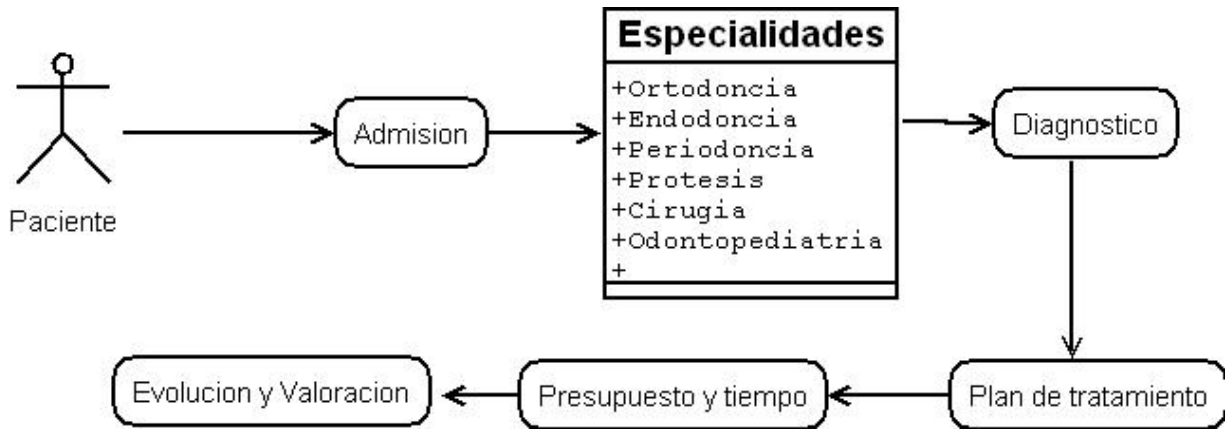 Especialidades
+Ortodoncia
+Endodoncia
+Periodoncia
+Protesis
+Cirugia
+Odontopediatria
+
Paciente
Admision
Diagnostico
Plan de tratamiento
Presupuesto y tiempo
Evolucion y Valoracion